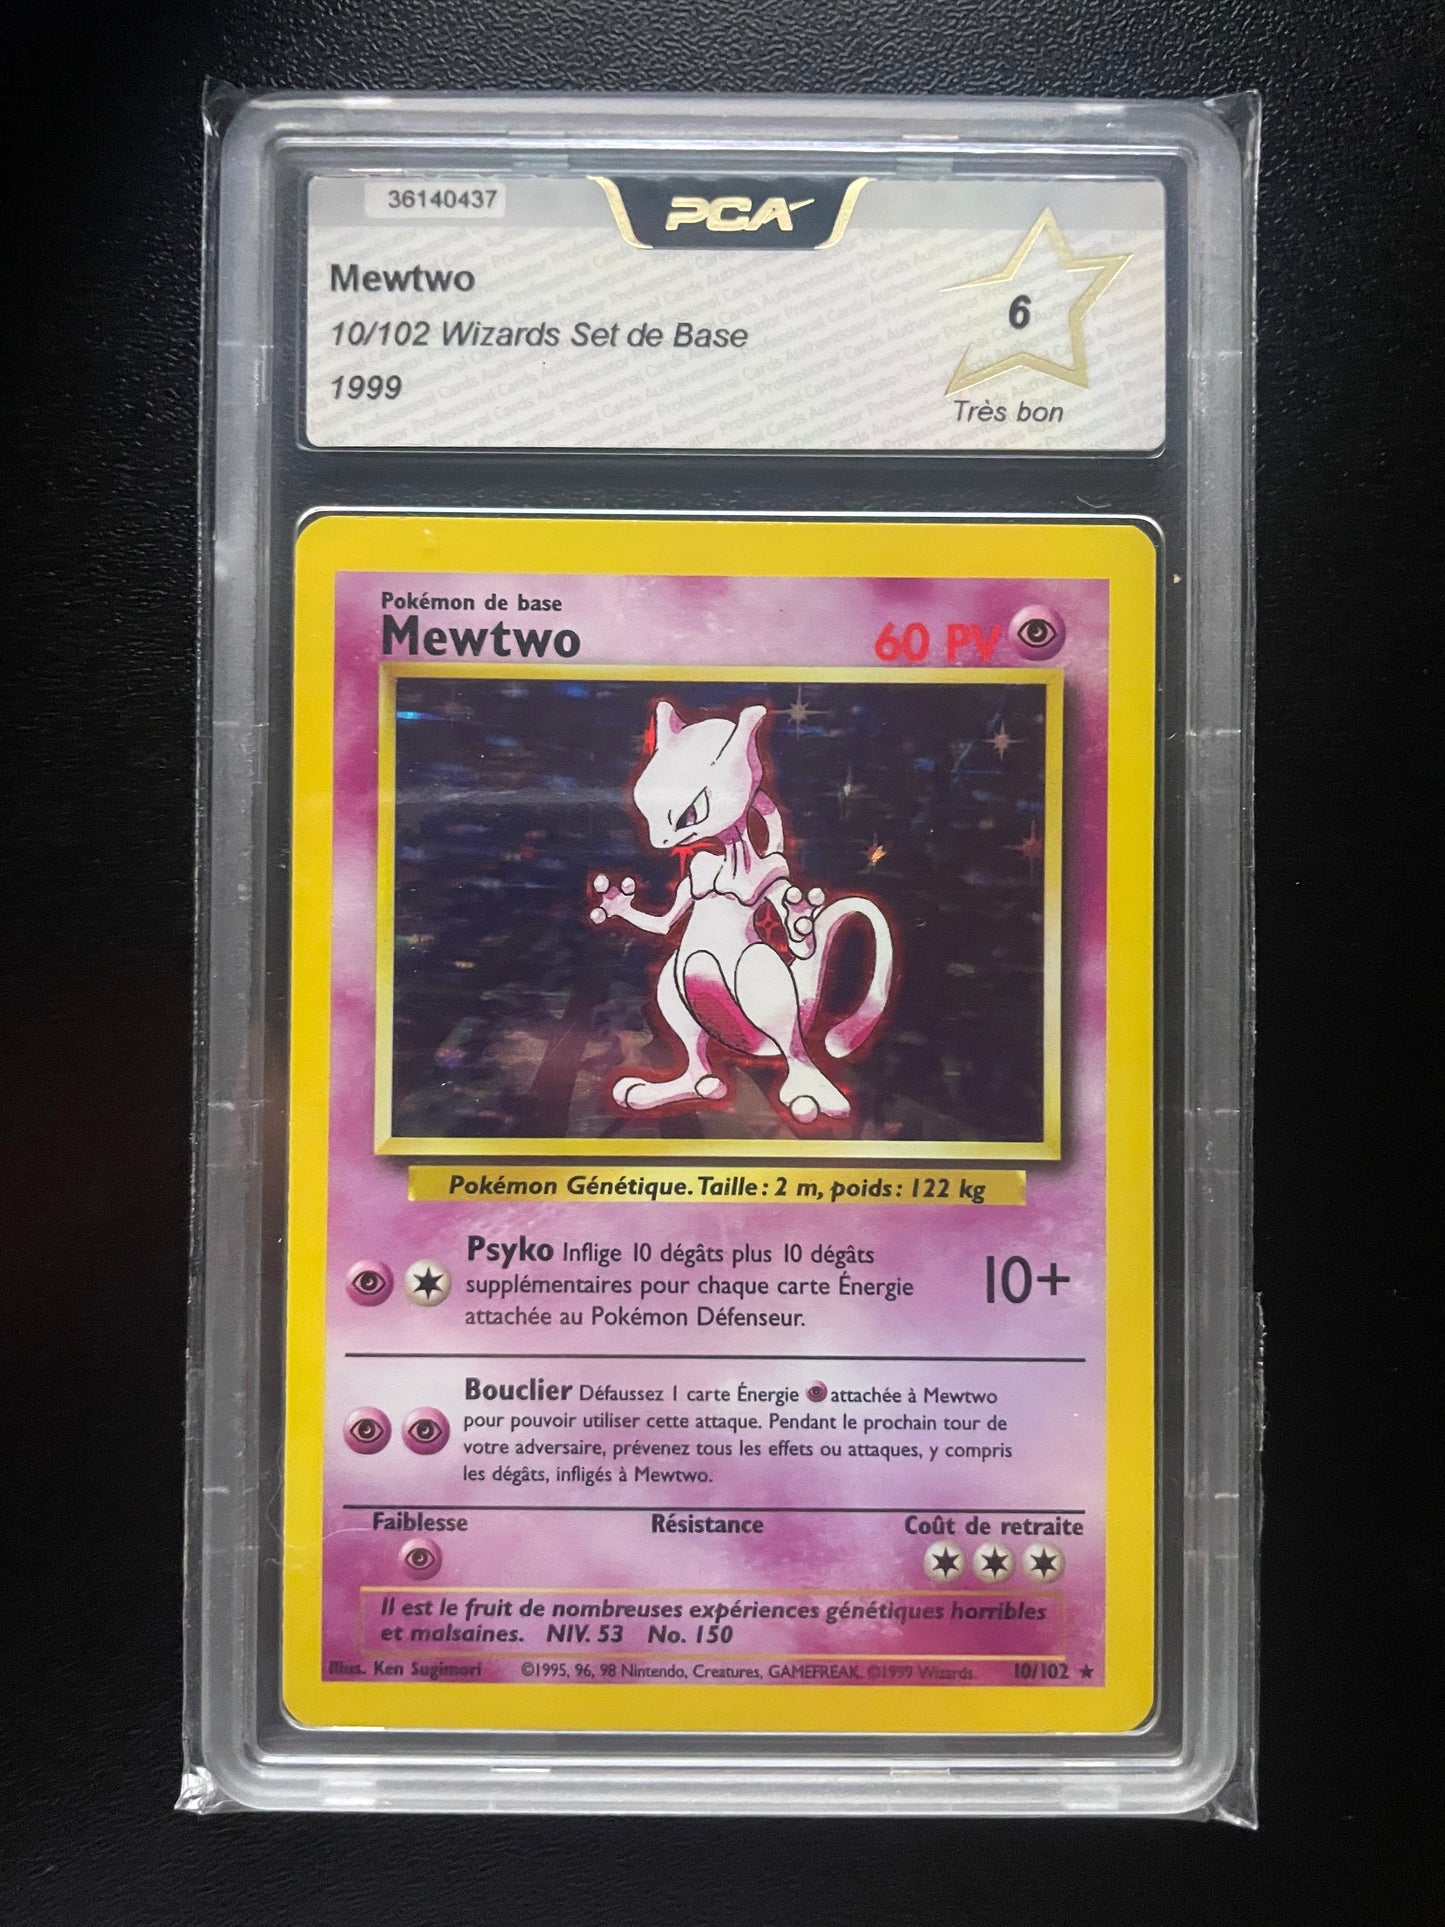 36140437
PCA
Mewtwo
10/102 Wizards Set de Base
1999
6
Très bon
Pokémon de base
Mewtwo
60 PV
Pokémon Génétique. Taille: 2 m, poids: 122 kg
Psyko Inflige 10 dégâts plus 10 dégâts
supplémentaires pour chaque carte Énergie
attachée au Pokémon Défenseur.
10+
Bouclier Défaussez 1 carte Énergie attachée à Mewtwo
pour pouvoir utiliser cette attaque. Pendant le prochain tour de
votre adversaire, prévenez tous les effets ou attaques, y compris
les dégâts, infligés à Mewtwo.
Faiblesse
Résistance
Coût de retraite
Il est le fruit de nombreuses expériences génétiques horribles
et malsaines. NIV. 53 No. 150
Illus. Ken Sugimori
©1995, 96, 98 Nintendo, Creatures, GAMEFREAK. ©1999 Wizards.
10/102